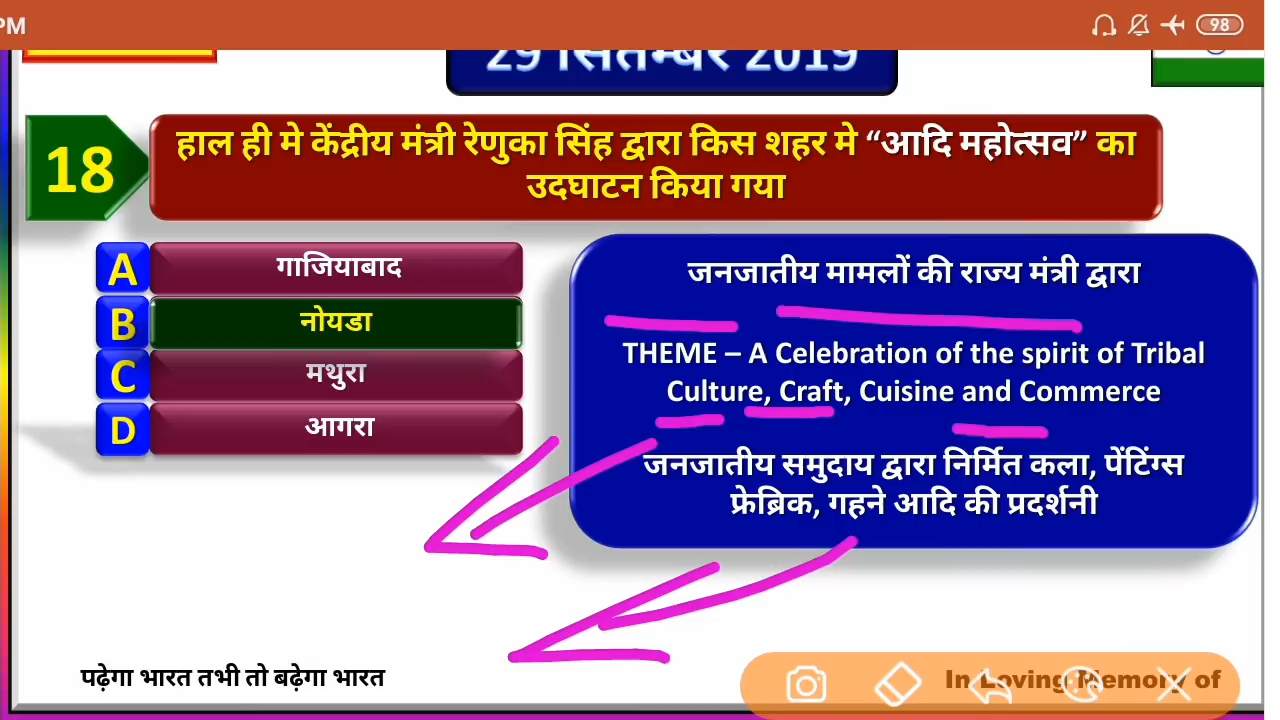 PM
98
29 सितम्बर 2019
18
हाल ही मे केंद्रीय मंत्री रेणुका सिंह द्वारा किस शहर मे “आदि महोत्सव” का
उदघाटन किया गया
A गाजियाबाद
B नोयडा
C मथुरा
D आगरा
जनजातीय मामलों की राज्य मंत्री द्वारा
THEME – A Celebration of the spirit of Tribal
Culture, Craft, Cuisine and Commerce
जनजातीय समुदाय द्वारा निर्मित कला, पेंटिंग्स
फ्रेब्रिक, गहने आदि की प्रदर्शनी
पढ़ेगा भारत तभी तो बढ़ेगा भारत
In Loving Memory of